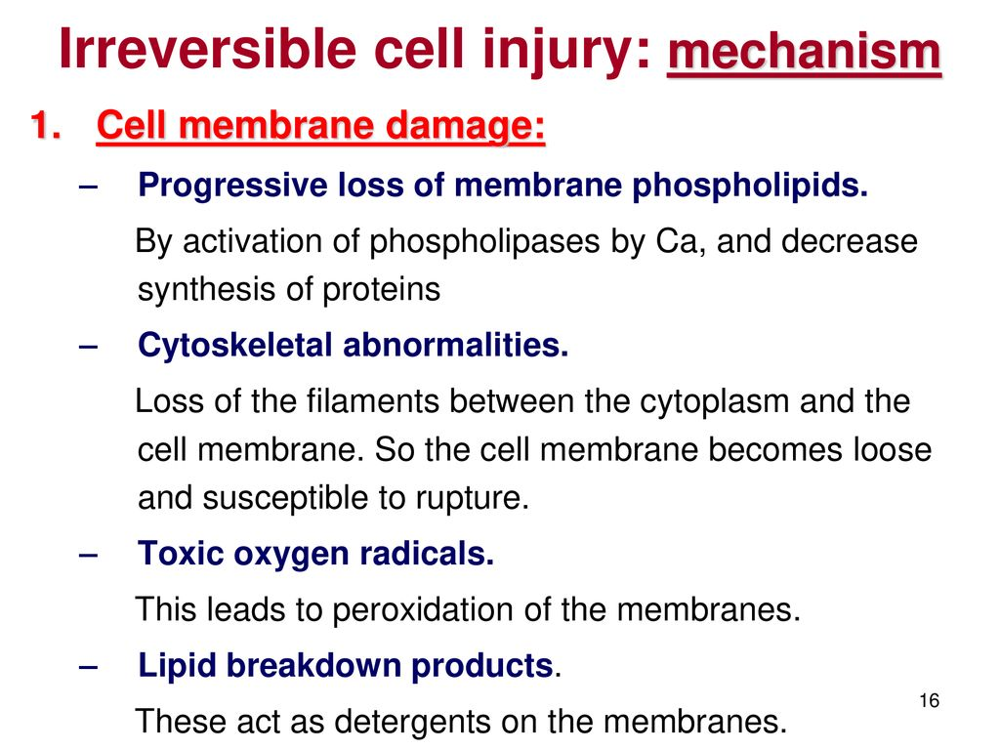 Irreversible cell injury: mechanism
1. Cell membrane damage:
– Progressive loss of membrane phospholipids.
By activation of phospholipases by Ca, and decrease
synthesis of proteins
– Cytoskeletal abnormalities.
Loss of the filaments between the cytoplasm and the
cell membrane. So the cell membrane becomes loose
and susceptible to rupture.
– Toxic oxygen radicals.
This leads to peroxidation of the membranes.
– Lipid breakdown products.
These act as detergents on the membranes.
16